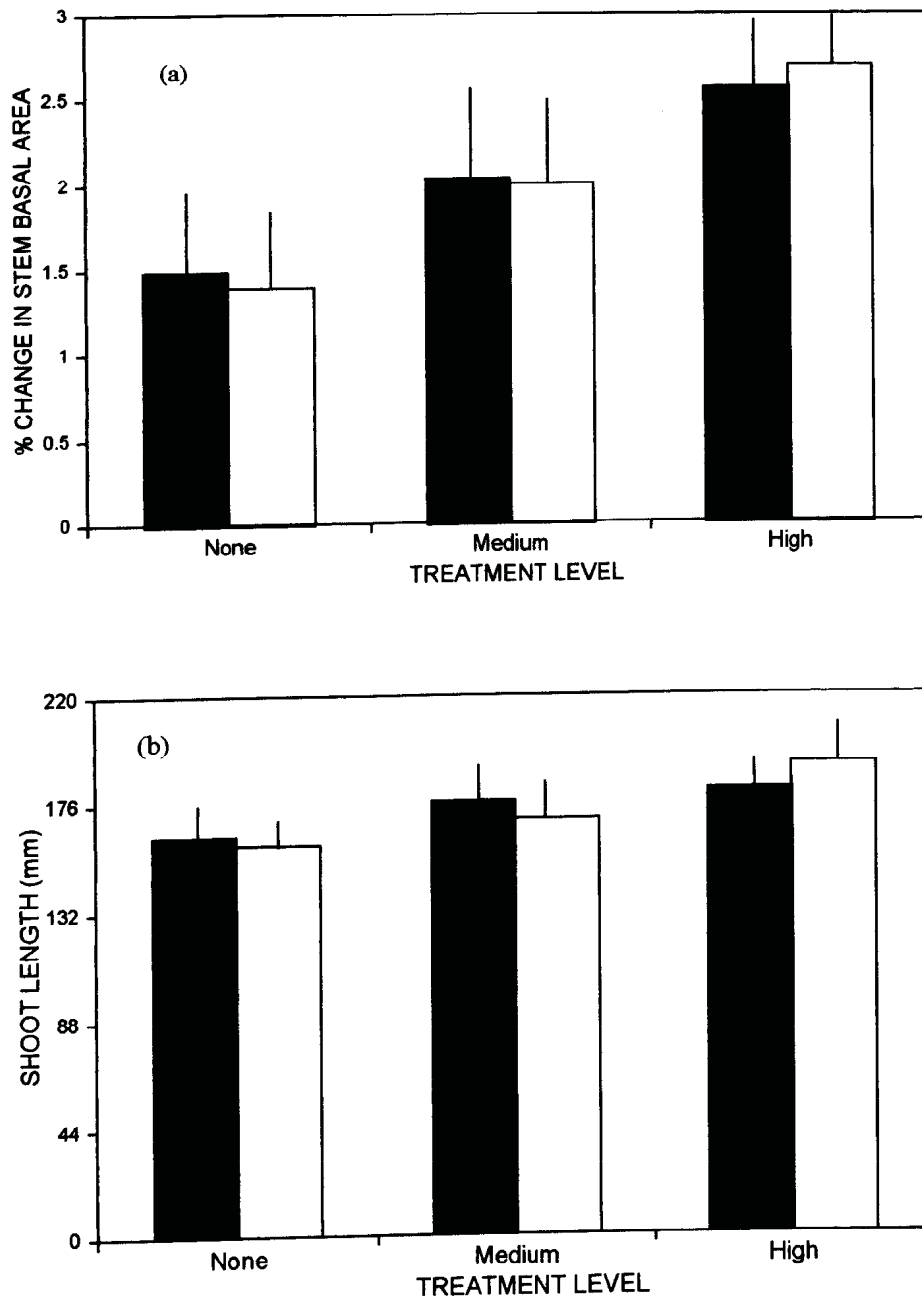 (a)
% CHANGE IN STEM BASAL AREA
3
2.5
2
1.5
1
0.5
0
None Medium High
TREATMENT LEVEL
(b)
SHOOT LENGTH (mm)
220
176
132
88
44
0
None Medium High
TREATMENT LEVEL